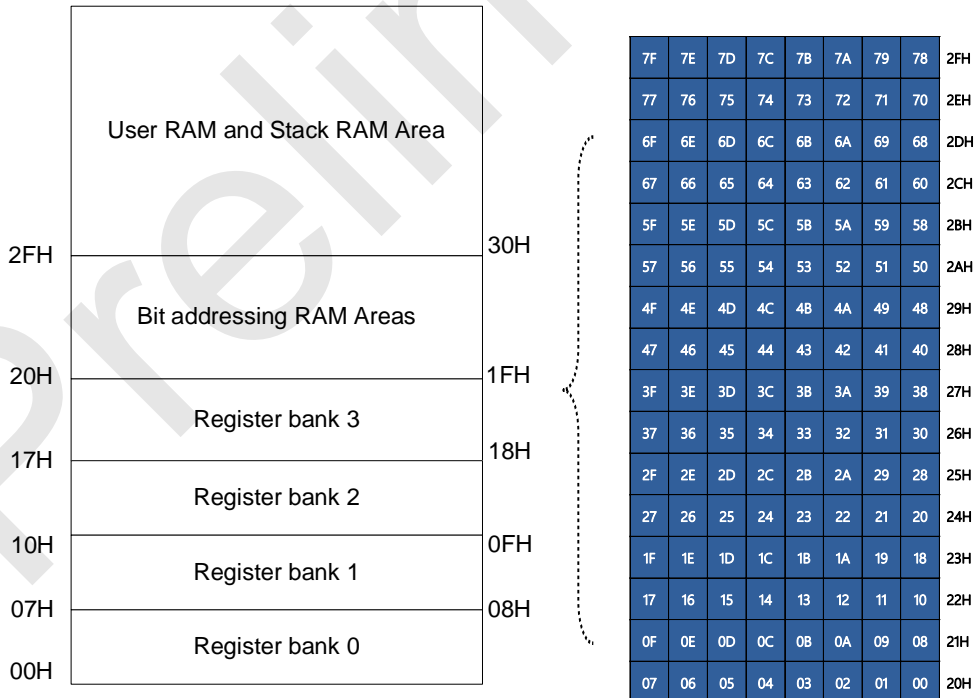 Prelin
User RAM and Stack RAM Area
2FH
30H
Bit addressing RAM Areas
20H
1FH
Register bank 3
17H
18H
Register bank 2
10H
0FH
Register bank 1
07H
08H
Register bank 0
00H
7F 7E 7D 7C 7B 7A 79 78 2FH
77 76 75 74 73 72 71 70 2EH
6F 6E 6D 6C 6B 6A 69 68 2DH
67 66 65 64 63 62 61 60 2CH
5F 5E 5D 5C 5B 5A 59 58 2BH
57 56 55 54 53 52 51 50 2AH
4F 4E 4D 4C 4B 4A 49 48 29H
47 46 45 44 43 42 41 40 28H
3F 3E 3D 3C 3B 3A 39 38 27H
37 36 35 34 33 32 31 30 26H
2F 2E 2D 2C 2B 2A 29 28 25H
27 26 25 24 23 22 21 20 24H
1F 1E 1D 1C 1B 1A 19 18 23H
17 16 15 14 13 12 11 10 22H
0F 0E 0D 0C 0B 0A 09 08 21H
07 06 05 04 03 02 01 00 20H